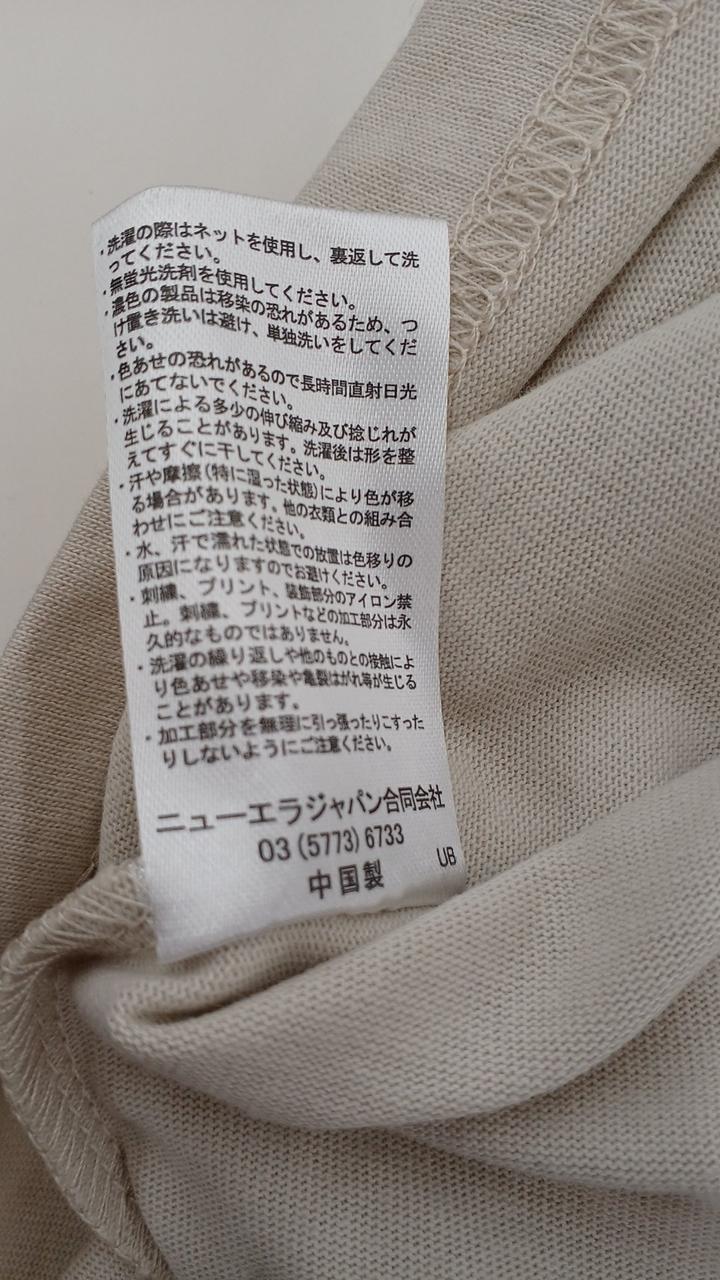 ・洗濯の際はネットを使用し、裏返して洗
ってください。
・無蛍光洗剤を使用してください。
・濃色の製品は移染の恐れがあるため、つ
け置き洗いは避け、単独洗いをしてくだ
さい。
・色あせの恐れがあるので長時間直射日光
にあてないでください。
・洗濯による多少の伸び縮み及び捻じれが
生じることがあります。洗濯後は形を整
えてすぐに干してください。
・汗や摩擦(特に湿った状態)により色が移
る場合があります。他の衣類との組み合
わせにご注意ください。
・水、汗で濡れた状態での放置は色移りの
原因になりますのでお避けください。
・刺繍、プリント、装飾部分のアイロン禁
止。刺繍、プリントなどの加工部分は永
久的なものではありません。
・洗濯の繰り返しや他のものとの接触によ
り色あせや移染や亀裂はがれ等が生じる
ことがあります。
・加工部分を無理に引っ張ったりこすった
りしないようにご注意ください。
ニューエラジャパン合同会社
03(5773)6733
中国製
UB